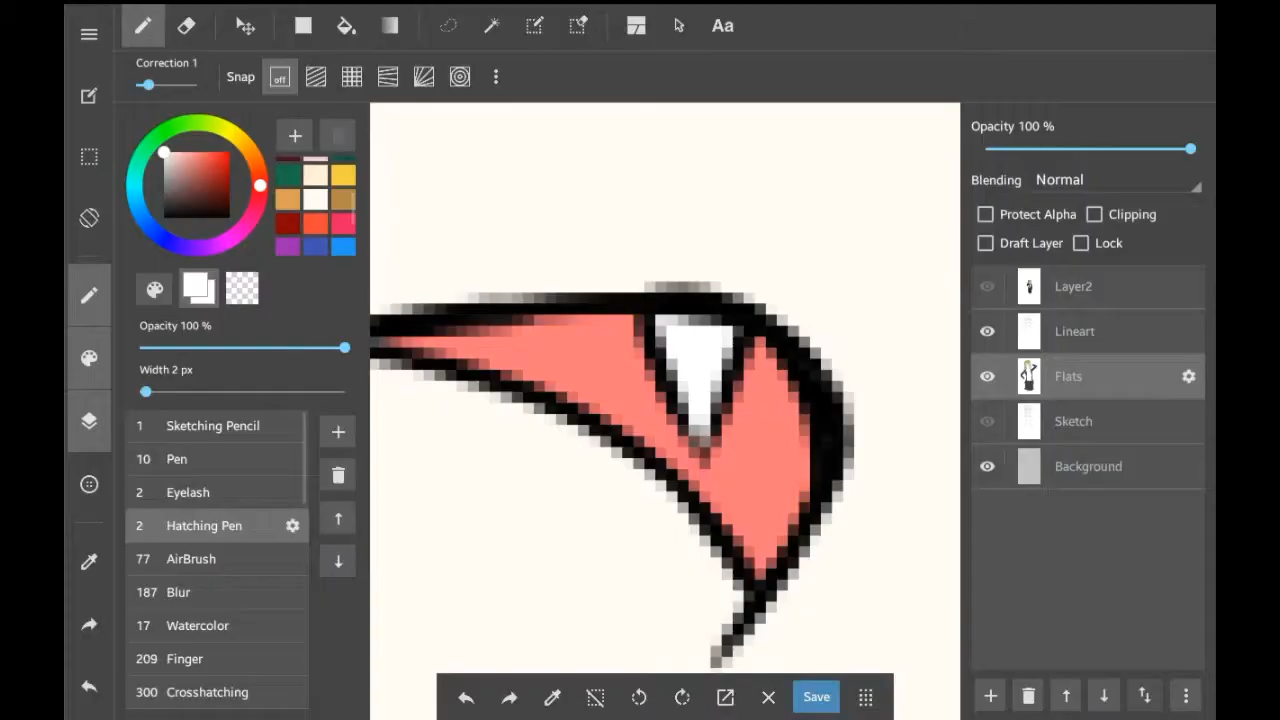 Aa
Correction 1
Snap
off
Opacity 100 %
Width 2 px
1 Sketching Pencil
10 Pen
2 Eyelash
2 Hatching Pen
77 AirBrush
187 Blur
17 Watercolor
209 Finger
300 Crosshatching
Save
Opacity 100 %
Blending Normal
Protect Alpha Clipping
Draft Layer Lock
Layer2
Lineart
Flats
Sketch
Background